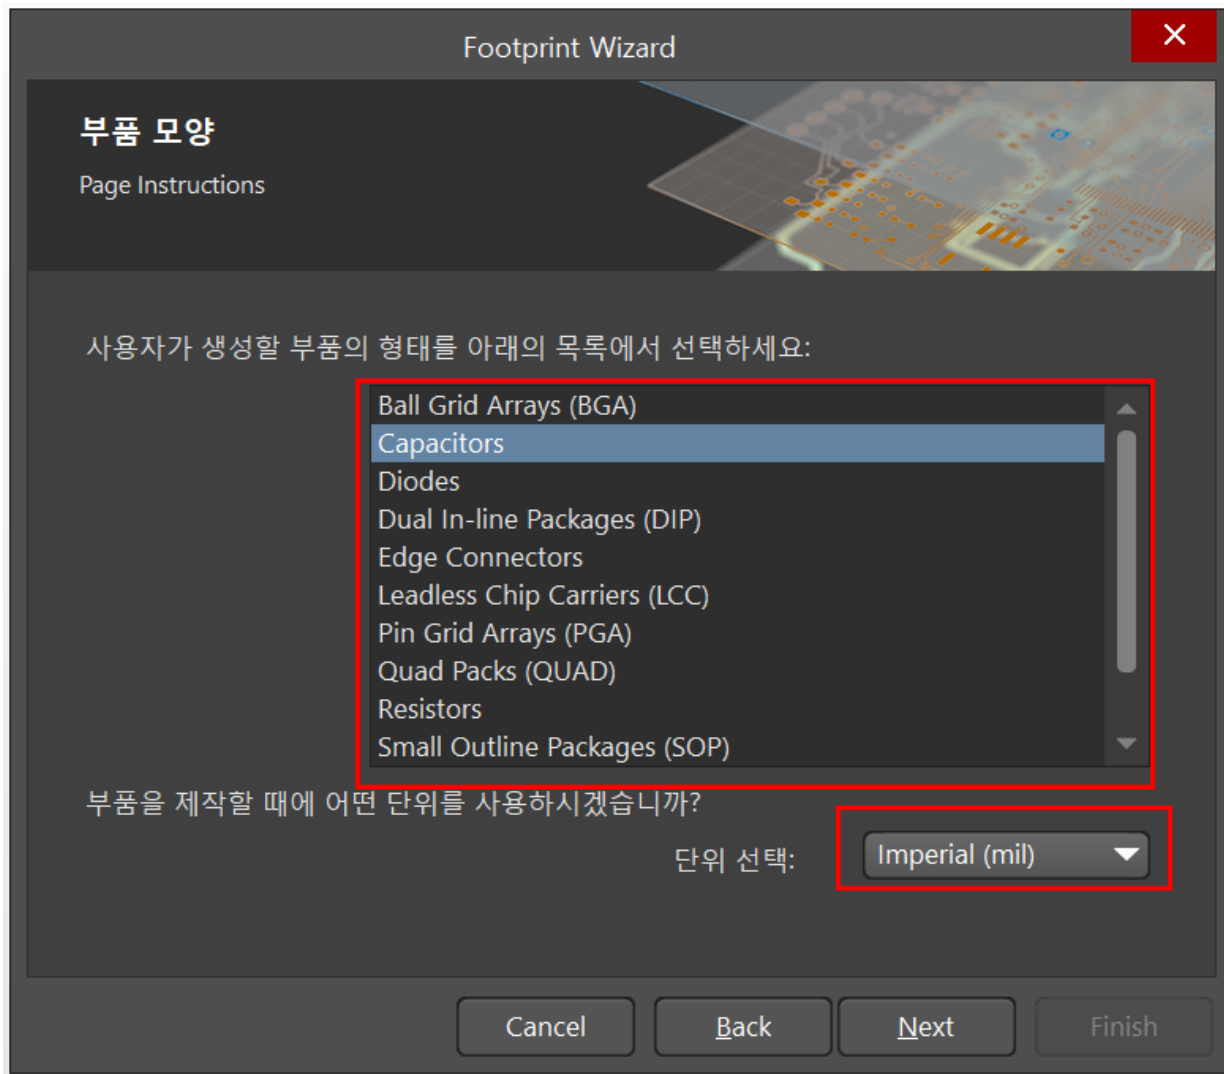 Footprint Wizard
부품 모양
Page Instructions
사용자가 생성할 부품의 형태를 아래의 목록에서 선택하세요:
Ball Grid Arrays (BGA)
Capacitors
Diodes
Dual In-line Packages (DIP)
Edge Connectors
Leadless Chip Carriers (LCC)
Pin Grid Arrays (PGA)
Quad Packs (QUAD)
Resistors
Small Outline Packages (SOP)
부품을 제작할 때에 어떤 단위를 사용하시겠습니까?
단위 선택: Imperial (mil)
Cancel Back Next Finish